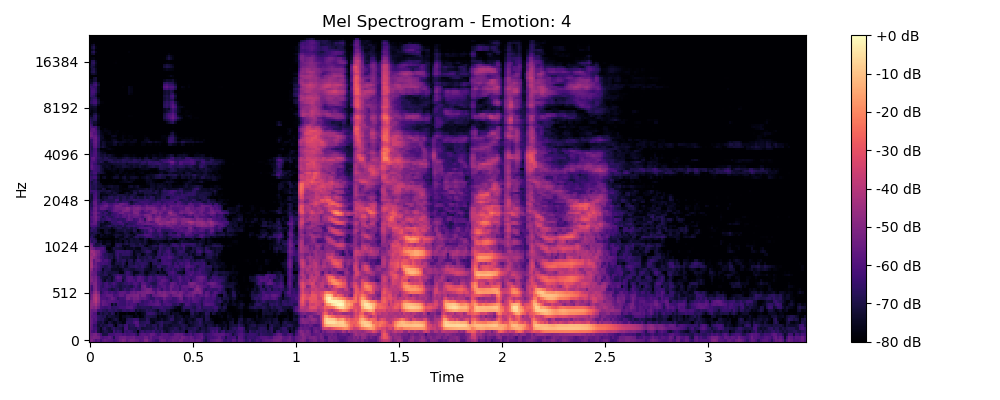 Mel Spectrogram - Emotion: 4
Hz
16384
8192
4096
2048
1024
512
0
0 0.5 1 1.5 2 2.5 3
Time
+0 dB
-10 dB
-20 dB
-30 dB
-40 dB
-50 dB
-60 dB
-70 dB
-80 dB